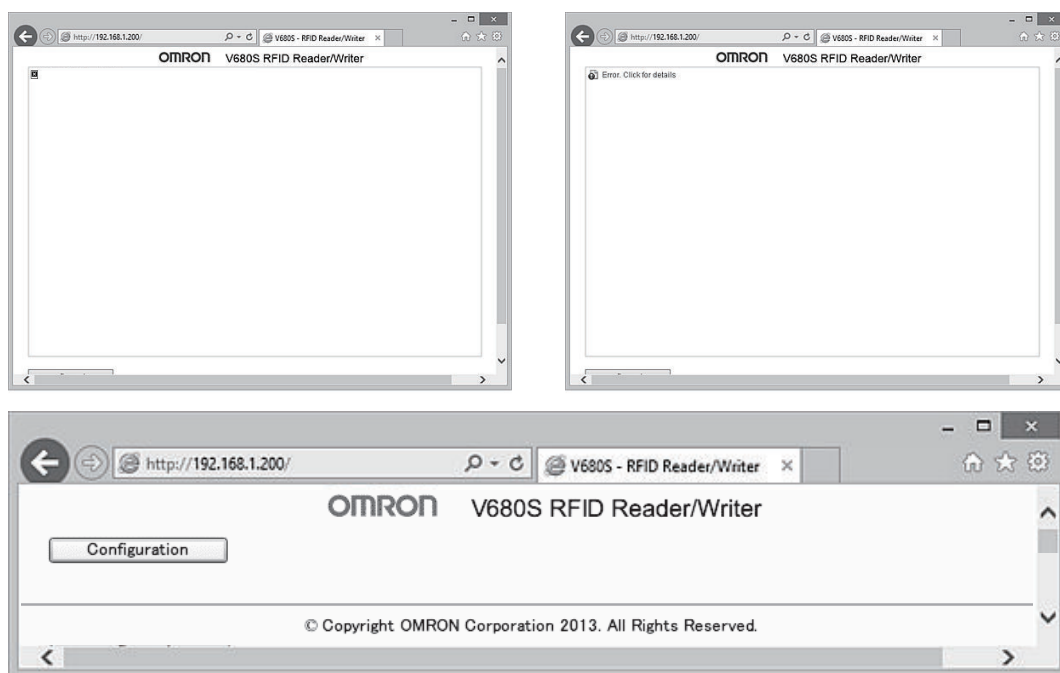 http://192.168.1.200/
V680S - RFID Reader/Writer
OMRON V680S RFID Reader/Writer
http://192.168.1.200/
V680S - RFID Reader/Writer
OMRON V680S RFID Reader/Writer
Error. Click for details
http://192.168.1.200/
V680S - RFID Reader/Writer
OMRON V680S RFID Reader/Writer
Configuration
© Copyright OMRON Corporation 2013. All Rights Reserved.